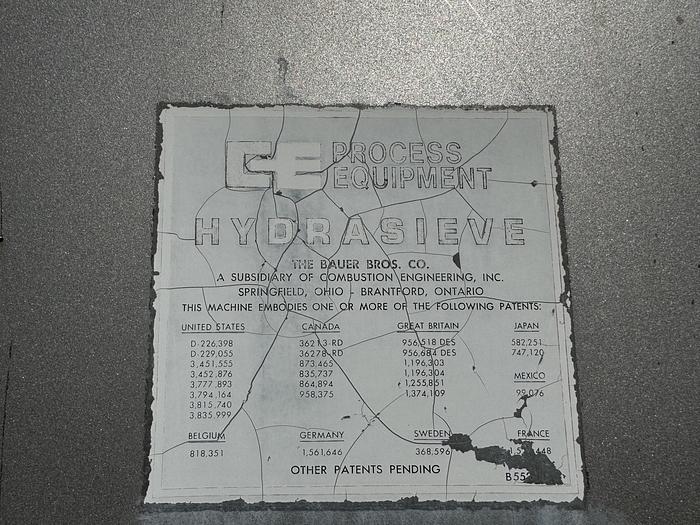 CE PROCESS
EQUIPMENT
HYDRASIEVE
THE BAUER BROS. CO.
A SUBSIDIARY OF COMBUSTION ENGINEERING, INC.
SPRINGFIELD, OHIO - BRANTFORD, ONTARIO
THIS MACHINE EMBODIES ONE OR MORE OF THE FOLLOWING PATENTS:
UNITED STATES CANADA GREAT BRITAIN JAPAN
D-226,398 36213-RD 956,518 DES 582,251
D-229,055 36278-RD 956,684 DES 747,120
3,451,555 873,465 1,196,303
3,452,876 835,737 1,196,304 MEXICO
3,777,893 864,894 1,255,851
3,794,164 958,375 1,374,109 99,076
3,815,740
3,835,999
BELGIUM GERMANY SWEDEN FRANCE
818,351 1,561,646 368,596
OTHER PATENTS PENDING